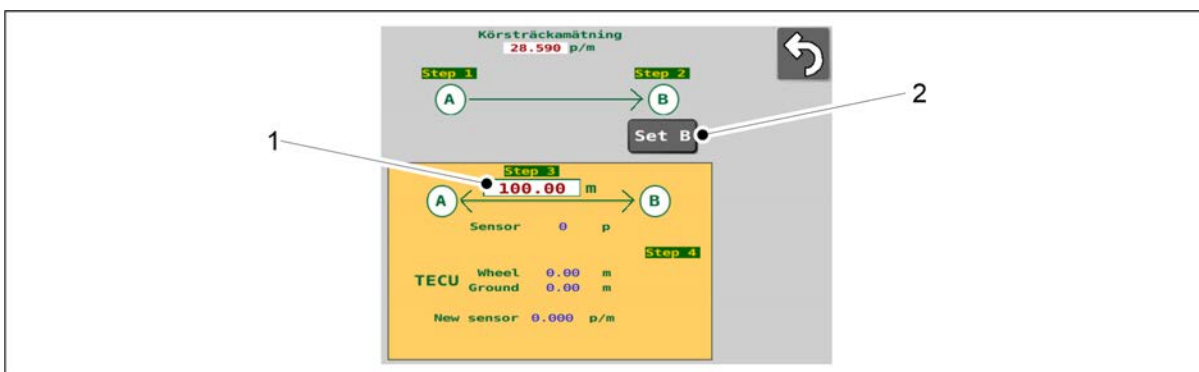 Körsträckamätning
28.590 p/m
Step 1 Step 2
A B
Set B
2
1
Step 3
100.00 m
A B
Sensor 0 p
Step 4
TECU Wheel 0.00 m
Ground 0.00 m
New sensor 0.000 p/m